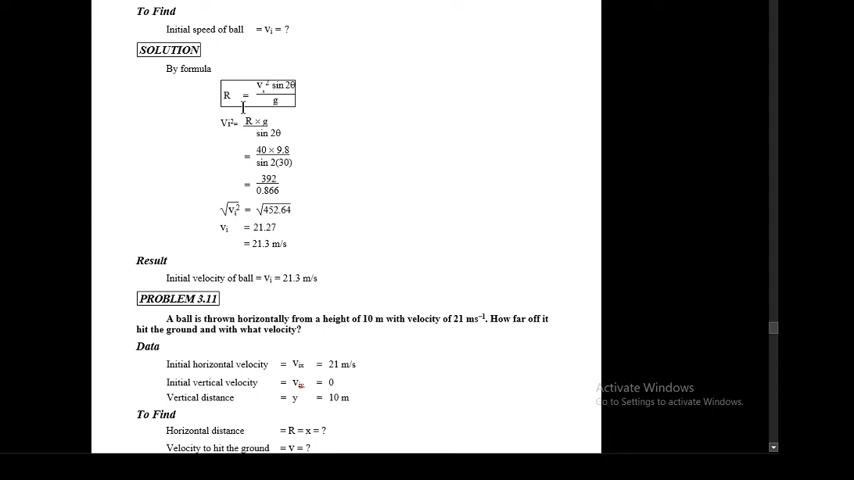 To Find
Initial speed of ball = vi = ?
SOLUTION
By formula
R = vi² sin 2θ / g
Vi² = R × g / sin 2θ
= 40 × 9.8 / sin 2(30)
= 392 / 0.866
√vi² = √452.64
vi = 21.27
= 21.3 m/s
Result
Initial velocity of ball = vi = 21.3 m/s
PROBLEM 3.11
A ball is thrown horizontally from a height of 10 m with velocity of 21 ms⁻¹. How far off it
hit the ground and with what velocity?
Data
Initial horizontal velocity = vix = 21 m/s
Initial vertical velocity = viy = 0
Vertical distance = y = 10 m
To Find
Horizontal distance = R = x = ?
Velocity to hit the ground = v = ?
Activate Windows
Go to Settings to activate Windows.